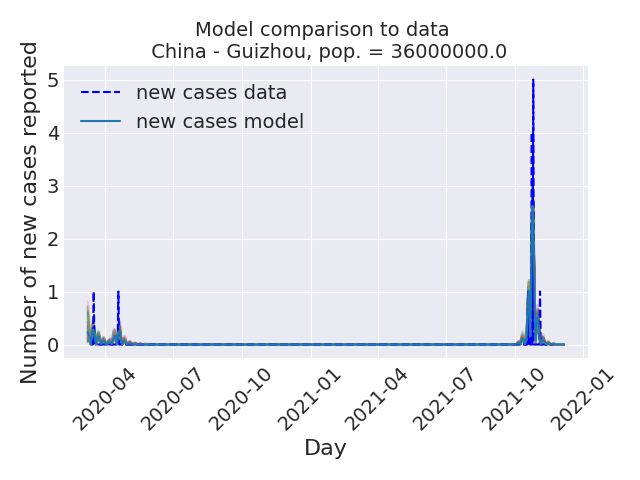 Model comparison to data
China - Guizhou, pop. = 36000000.0
Number of new cases reported
5
4
3
2
1
0
new cases data
new cases model
2020-04
2020-07
2020-10
2021-01
2021-04
2021-07
2021-10
2022-01
Day